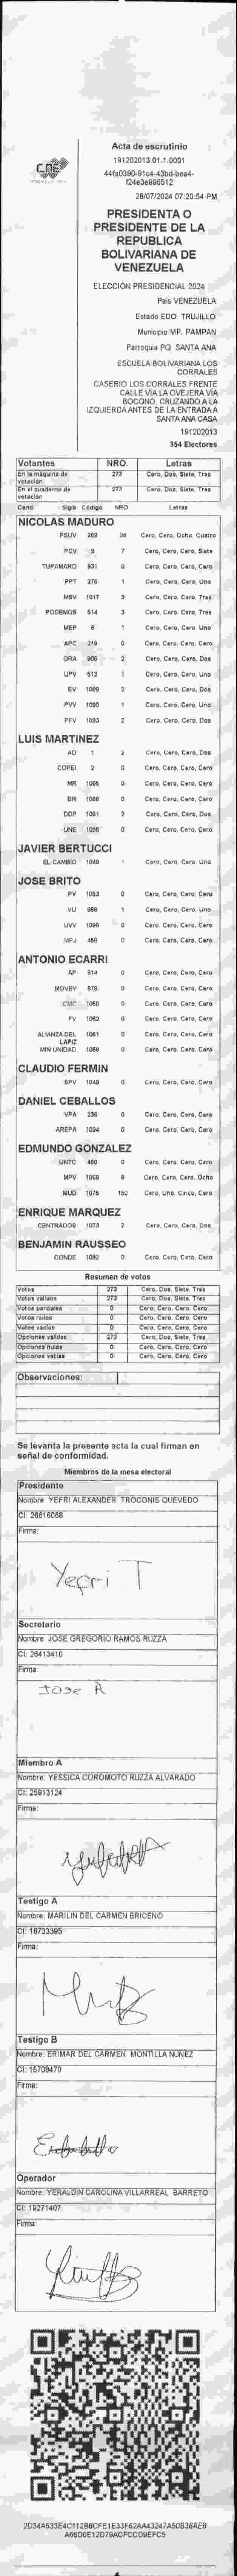 CNE
Acta de escrutinio
191202013.01.1.0001
44fa0390-91c4-43bd-bea4-
f24e3e996512
28/07/2024 07:20:54 PM
PRESIDENTA O
PRESIDENTE DE LA
REPUBLICA
BOLIVARIANA DE
VENEZUELA
ELECCIÓN PRESIDENCIAL 2024
País VENEZUELA
Estado EDO. TRUJILLO
Municipio MP. PAMPAN
Parroquia PQ. SANTA ANA
ESCUELA BOLIVARIANA LOS
CORRALES
CASERIO LOS CORRALES FRENTE
CALLE VÍA LA OVEJERA VÍA
BOCONO. CRUZANDO A LA
IZQUIERDA ANTES DE LA ENTRADA A
SANTA ANA CASA
191202013
354 Electores
Votantes NRO. Letras
En la máquina de votación 273 Cero, Dos, Siete, Tres
En el cuaderno de votación 273 Cero, Dos, Siete, Tres
Cand. Sigla Código NRO. Letras
NICOLAS MADURO
PSUV 269 84 Cero, Cero, Ocho, Cuatro
PCV 3 7 Cero, Cero, Cero, Siete
TUPAMARO 931 0 Cero, Cero, Cero, Cero
PPT 276 1 Cero, Cero, Cero, Uno
MSV 1017 3 Cero, Cero, Cero, Tres
PODEMOS 514 3 Cero, Cero, Cero, Tres
MEP 6 1 Cero, Cero, Cero, Uno
APC 219 0 Cero, Cero, Cero, Cero
ORA 906 2 Cero, Cero, Cero, Dos
UPV 513 1 Cero, Cero, Cero, Uno
EV 1089 2 Cero, Cero, Cero, Dos
PVV 1090 1 Cero, Cero, Cero, Uno
PFV 1093 2 Cero, Cero, Cero, Dos
LUIS MARTINEZ
AD 1 2 Cero, Cero, Cero, Dos
COPEI 2 0 Cero, Cero, Cero, Cero
MR 1065 0 Cero, Cero, Cero, Cero
BR 1066 0 Cero, Cero, Cero, Cero
DDP 1091 2 Cero, Cero, Cero, Dos
UNE 1095 0 Cero, Cero, Cero, Cero
JAVIER BERTUCCI
EL CAMBIO 1048 1 Cero, Cero, Cero, Uno
JOSE BRITO
PV 1053 0 Cero, Cero, Cero, Cero
VU 968 1 Cero, Cero, Cero, Uno
UVV 1096 0 Cero, Cero, Cero, Cero
MPJ 456 0 Cero, Cero, Cero, Cero
ANTONIO ECARRI
AP 914 0 Cero, Cero, Cero, Cero
MOVEV 978 0 Cero, Cero, Cero, Cero
CMC 1050 0 Cero, Cero, Cero, Cero
FV 1062 0 Cero, Cero, Cero, Cero
ALIANZA DEL LAPIZ 1061 0 Cero, Cero, Cero, Cero
MIN UNIDAD 1069 0 Cero, Cero, Cero, Cero
CLAUDIO FERMIN
SPV 1049 0 Cero, Cero, Cero, Cero
DANIEL CEBALLOS
VPA 236 0 Cero, Cero, Cero, Cero
AREPA 1094 0 Cero, Cero, Cero, Cero
EDMUNDO GONZALEZ
UNTC 460 0 Cero, Cero, Cero, Cero
MPV 1069 8 Cero, Cero, Cero, Ocho
MUD 1078 150 Cero, Uno, Cinco, Cero
ENRIQUE MARQUEZ
CENTRADOS 1073 2 Cero, Cero, Cero, Dos
BENJAMIN RAUSSEO
CONDE 1092 0 Cero, Cero, Cero, Cero
Resumen de votos
Votos 273 Cero, Dos, Siete, Tres
Votos válidos 273 Cero, Dos, Siete, Tres
Votos parciales 0 Cero, Cero, Cero, Cero
Votos nulos 0 Cero, Cero, Cero, Cero
Votos vacíos 0 Cero, Cero, Cero, Cero
Opciones válidas 273 Cero, Dos, Siete, Tres
Opciones nulas 0 Cero, Cero, Cero, Cero
Opciones vacías 0 Cero, Cero, Cero, Cero
Observaciones:
Se levanta la presente acta la cual firman en
señal de conformidad.
Miembros de la mesa electoral
Presidente
Nombre: YEFRI ALEXANDER TROCONIS QUEVEDO
CI: 26616068
Firma:
Yefri T
Secretario
Nombre: JOSE GREGORIO RAMOS RUZZA
CI: 26413410
Firma:
Jose R
Miembro A
Nombre: YESSICA COROMOTO RUZZA ALVARADO
CI: 25913124
Firma:
Testigo A
Nombre: MARILIN DEL CARMEN BRICEÑO
CI: 18733395
Firma:
Testigo B
Nombre: ERIMAR DEL CARMEN MONTILLA NUÑEZ
CI: 15708470
Firma:
Operador
Nombre: YERALDIN CAROLINA VILLARREAL BARRETO
CI: 19271407
Firma:
2D34A533E4C112B8CFE1E33F62AA43247A50B36AEB
A66D0E12D79ACFCCD9EFC5